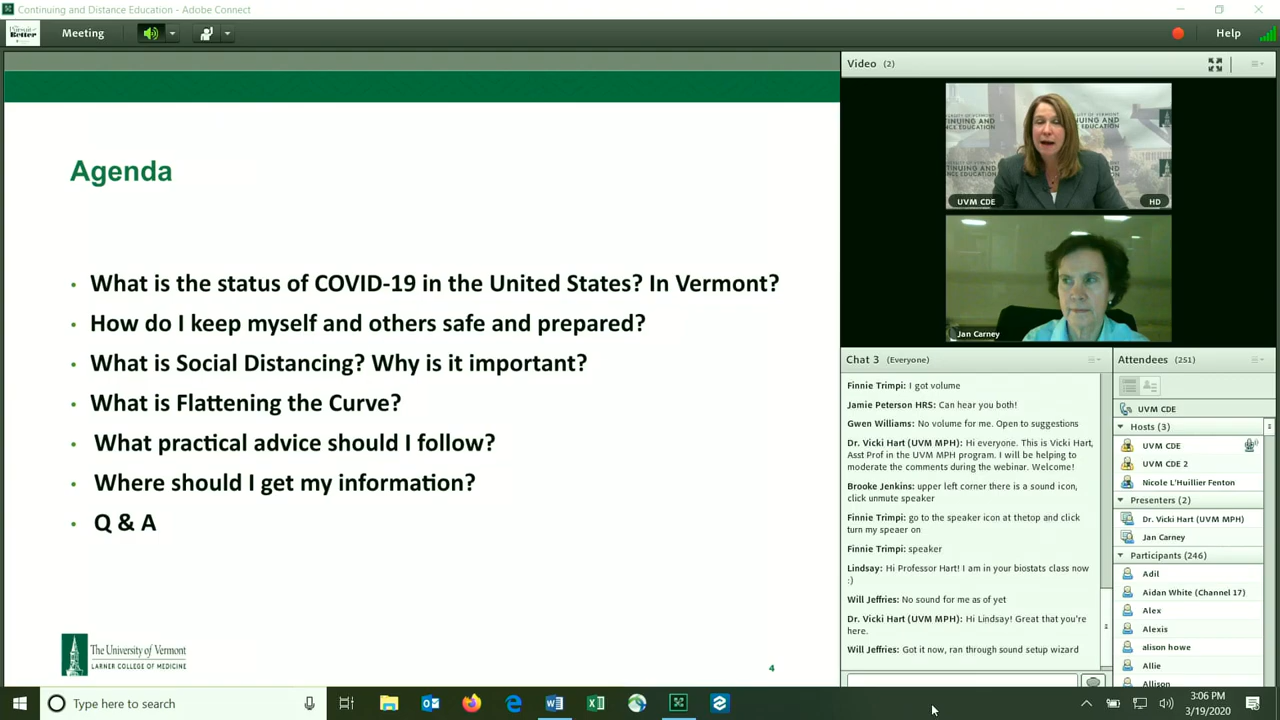 Continuing and Distance Education - Adobe Connect
Pursuit
Better
Meeting
Help
Agenda
• What is the status of COVID-19 in the United States? In Vermont?
• How do I keep myself and others safe and prepared?
• What is Social Distancing? Why is it important?
• What is Flattening the Curve?
• What practical advice should I follow?
• Where should I get my information?
• Q & A
The University of Vermont
LARNER COLLEGE OF MEDICINE
4
Video (2)
UVM CDE
HD
Jan Carney
Chat 3 (Everyone)
Finnie Trimpi: I got volume
Jamie Peterson HRS: Can hear you both!
Gwen Williams: No volume for me. Open to suggestions
Dr. Vicki Hart (UVM MPH): Hi everyone. This is Vicki Hart,
Asst Prof in the UVM MPH program. I will be helping to
moderate the comments during the webinar. Welcome!
Brooke Jenkins: upper left corner there is a sound icon,
click unmute speaker
Finnie Trimpi: go to the speaker icon at thetop and click
turn my speaer on
Finnie Trimpi: speaker
Lindsay: Hi Professor Hart! I am in your biostats class now
:)
Will Jeffries: No sound for me as of yet
Dr. Vicki Hart (UVM MPH): Hi Lindsay! Great that you're
here.
Will Jeffries: Got it now, ran through sound setup wizard
Attendees (251)
UVM CDE
Hosts (3)
UVM CDE
UVM CDE 2
Nicole L'Huillier Fenton
Presenters (2)
Dr. Vicki Hart (UVM MPH)
Jan Carney
Participants (246)
Adil
Aidan White (Channel 17)
Alex
Alexis
alison howe
Allie
Allison
Type here to search
3:06 PM
3/19/2020